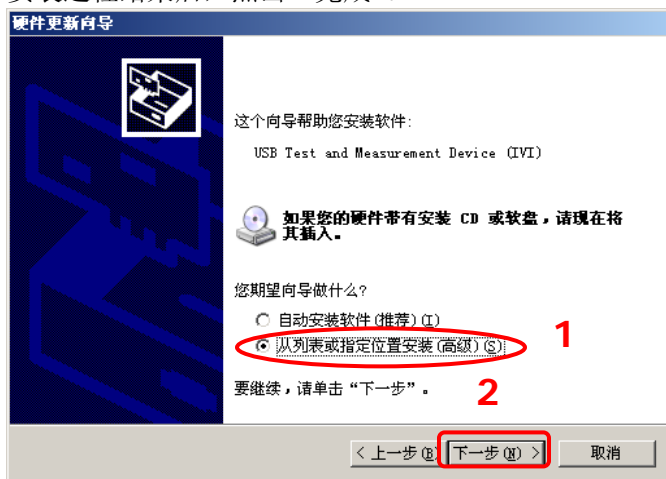 硬件更新向导
这个向导帮助您安装软件:
USB Test and Measurement Device (IVI)
如果您的硬件带有安装 CD 或软盘，请现在将
其插入。
您期望向导做什么?
自动安装软件(推荐)(I)
从列表或指定位置安装(高级)(S)
1
要继续，请单击“下一步”。
2
< 上一步(B)
下一步(N) >
取消